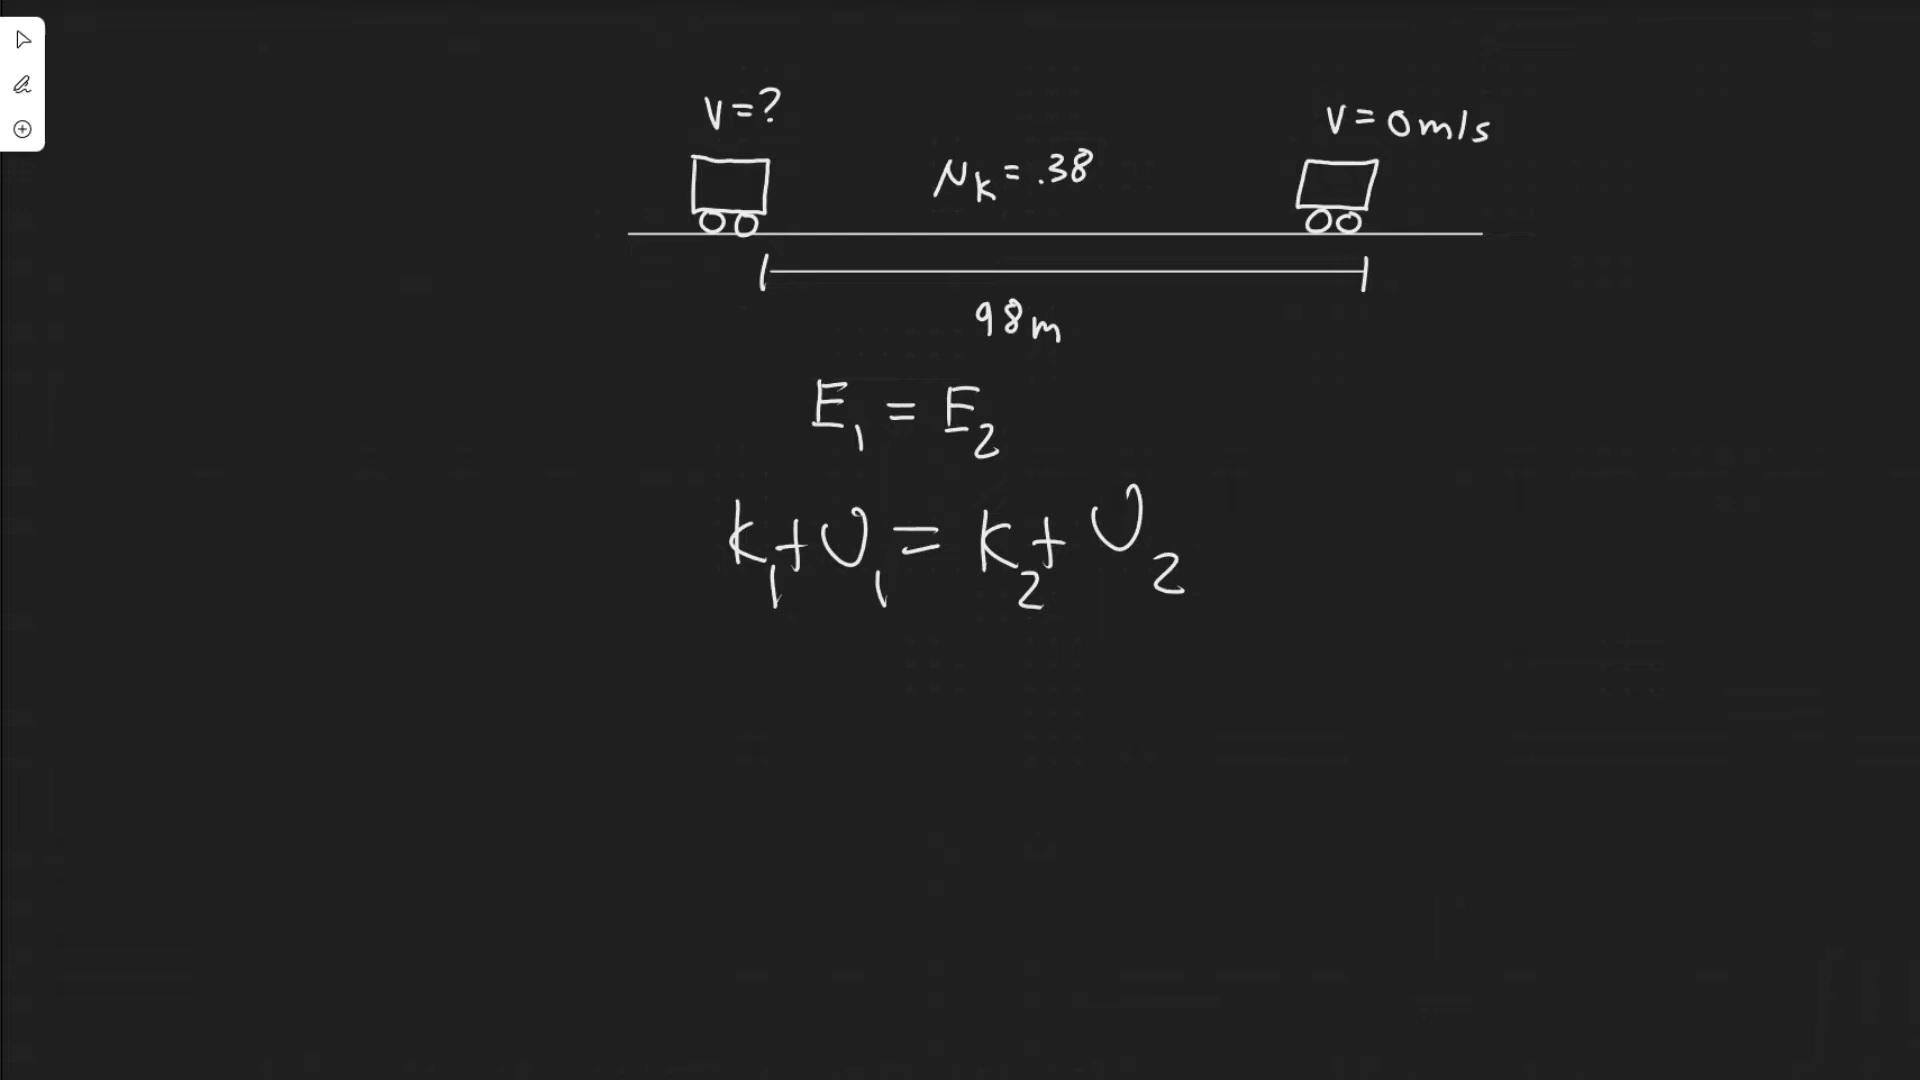 v=?
v=0m/s
μk=.38
98m
E1=E2
K1+U1=K2+U2